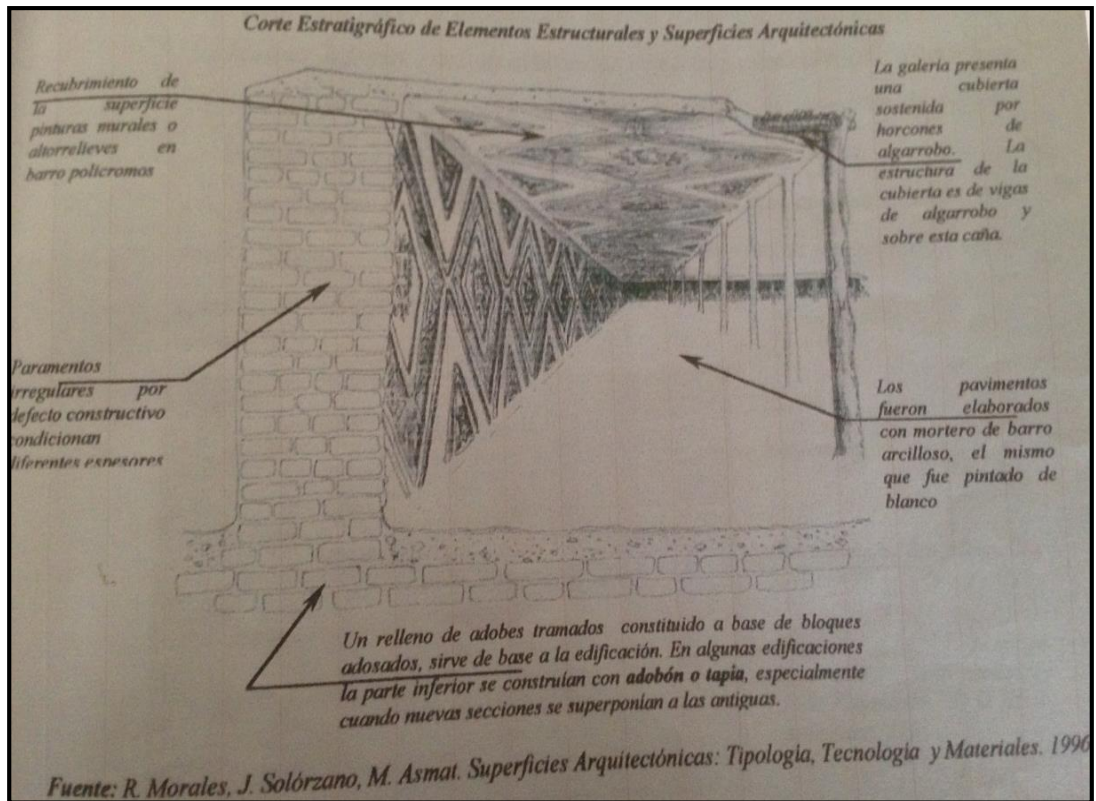 Corte Estratigráfico de Elementos Estructurales y Superficies Arquitectónicas
Recubrimiento de
la superficie
pinturas murales o
altorrelieves en
barro policromos
La galería presenta
una cubierta
sostenida por
horcones de
algarrobo. La
estructura de la
cubierta es de vigas
de algarrobo y
sobre esta caña.
Paramentos
irregulares por
defecto constructivo
condicionan
diferentes espesores
Los pavimentos
fueron elaborados
con mortero de barro
arcilloso, el mismo
que fue pintado de
blanco
Un relleno de adobes tramados constituido a base de bloques
adosados, sirve de base a la edificación. En algunas edificaciones
la parte inferior se construían con adobón o tapia, especialmente
cuando nuevas secciones se superponían a las antiguas.
Fuente: R. Morales, J. Solórzano, M. Asmat. Superficies Arquitectónicas: Tipología, Tecnología y Materiales. 1996